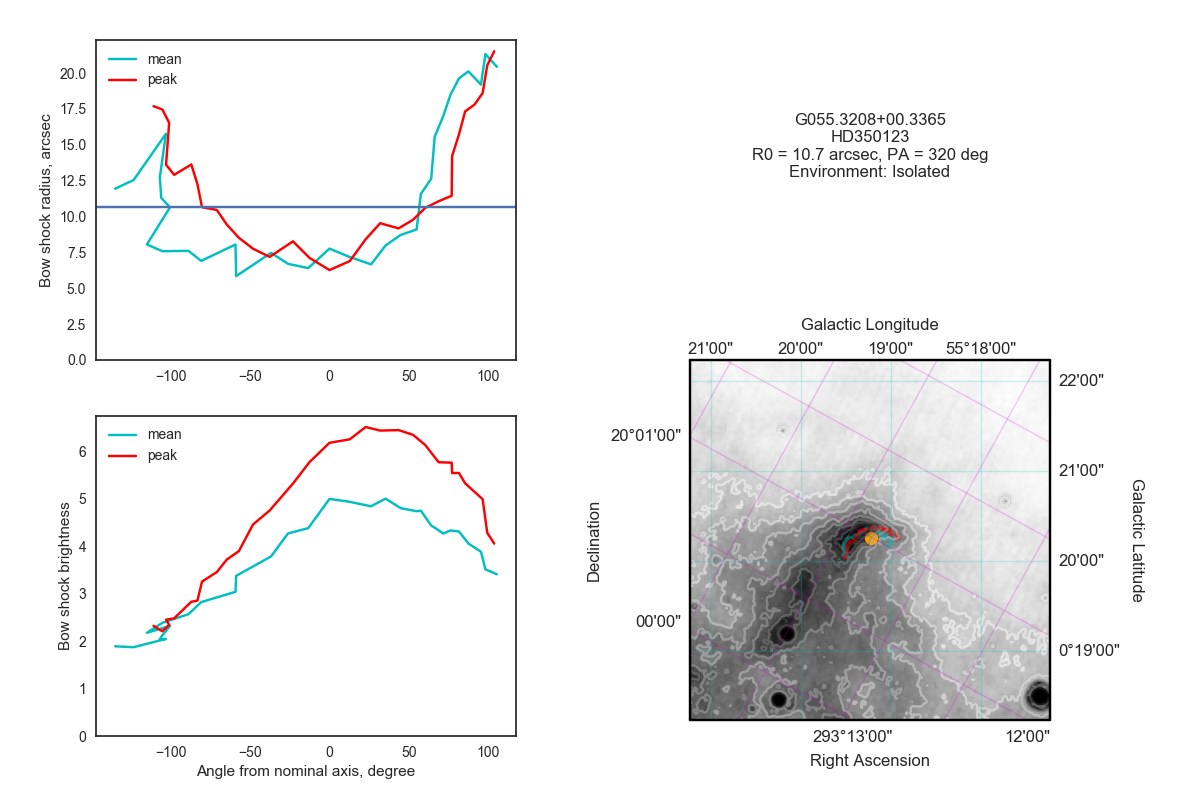 mean
peak
20.0
17.5
15.0
12.5
10.0
7.5
5.0
2.5
0.0
Bow shock radius, arcsec
−100
−50
0
50
100
mean
peak
6
5
4
3
2
1
0
Bow shock brightness
−100
−50
0
50
100
Angle from nominal axis, degree
G055.3208+00.3365
HD350123
R0 = 10.7 arcsec, PA = 320 deg
Environment: Isolated
Galactic Longitude
21'00" 20'00" 19'00" 55°18'00"
22'00"
21'00"
20'00"
0°19'00"
Galactic Latitude
20°01'00"
00'00"
Declination
293°13'00" 12'00"
Right Ascension